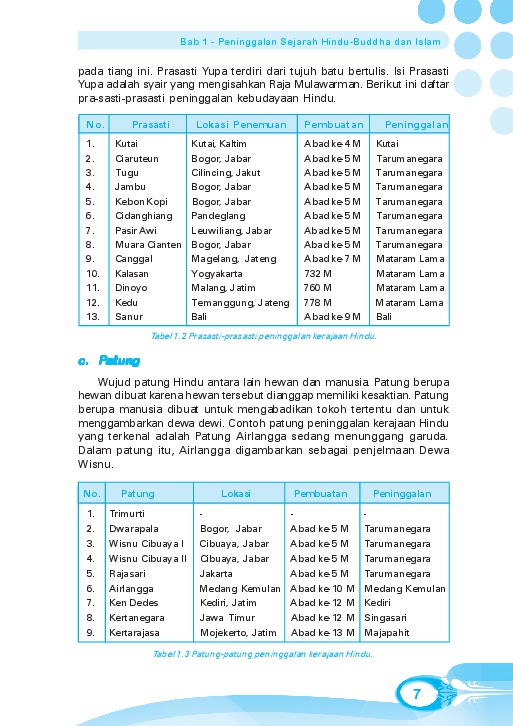 Bab 1 - Peninggalan Sejarah Hindu-Buddha dan Islam
pada tiang ini. Prasasti Yupa terdiri dari tujuh batu bertulis. Isi Prasasti
Yupa adalah syair yang mengisahkan Raja Mulawarman. Berikut ini daftar
pra-sasti-prasasti peninggalan kebudayaan Hindu.
No. Prasasti Lokasi Penemuan Pembuatan Peninggalan
1. Kutai Kutai, Kaltim Abad ke-4 M Kutai
2. Ciaruteun Bogor, Jabar Abad ke-5 M Tarumanegara
3. Tugu Cilincing, Jakut Abad ke-5 M Tarumanegara
4. Jambu Bogor, Jabar Abad ke-5 M Tarumanegara
5. Kebon Kopi Bogor, Jabar Abad ke-5 M Tarumanegara
6. Cidanghiang Pandeglang Abad ke-5 M Tarumanegara
7. Pasir Awi Leuwiliang, Jabar Abad ke-5 M Tarumanegara
8. Muara Cianten Bogor, Jabar Abad ke-5 M Tarumanegara
9. Canggal Magelang, Jateng Abad ke-7 M Mataram Lama
10. Kalasan Yogyakarta 732 M Mataram Lama
11. Dinoyo Malang, Jatim 760 M Mataram Lama
12. Kedu Temanggung, Jateng 778 M Mataram Lama
13. Sanur Bali Abad ke-9 M Bali
Tabel 1.2 Prasasti-prasasti peninggalan kerajaan Hindu.
c. Patung
Wujud patung Hindu antara lain hewan dan manusia. Patung berupa
hewan dibuat karena hewan tersebut dianggap memiliki kesaktian. Patung
berupa manusia dibuat untuk mengabadikan tokoh tertentu dan untuk
menggambarkan dewa dewi. Contoh patung peninggalan kerajaan Hindu
yang terkenal adalah Patung Airlangga sedang menunggang garuda.
Dalam patung itu, Airlangga digambarkan sebagai penjelmaan Dewa
Wisnu.
No. Patung Lokasi Pembuatan Peninggalan
1. Trimurti - - -
2. Dwarapala Bogor, Jabar Abad ke-5 M Tarumanegara
3. Wisnu Cibuaya I Cibuaya, Jabar Abad ke-5 M Tarumanegara
4. Wisnu Cibuaya II Cibuaya, Jabar Abad ke-5 M Tarumanegara
5. Rajasari Jakarta Abad ke-5 M Tarumanegara
6. Airlangga Medang Kemulan Abad ke-10 M Medang Kemulan
7. Ken Dedes Kediri, Jatim Abad ke-12 M Kediri
8. Kertanegara Jawa Timur Abad ke-12 M Singasari
9. Kertarajasa Mojekerto, Jatim Abad ke-13 M Majapahit
Tabel 1.3 Patung-patung peninggalan kerajaan Hindu.
7